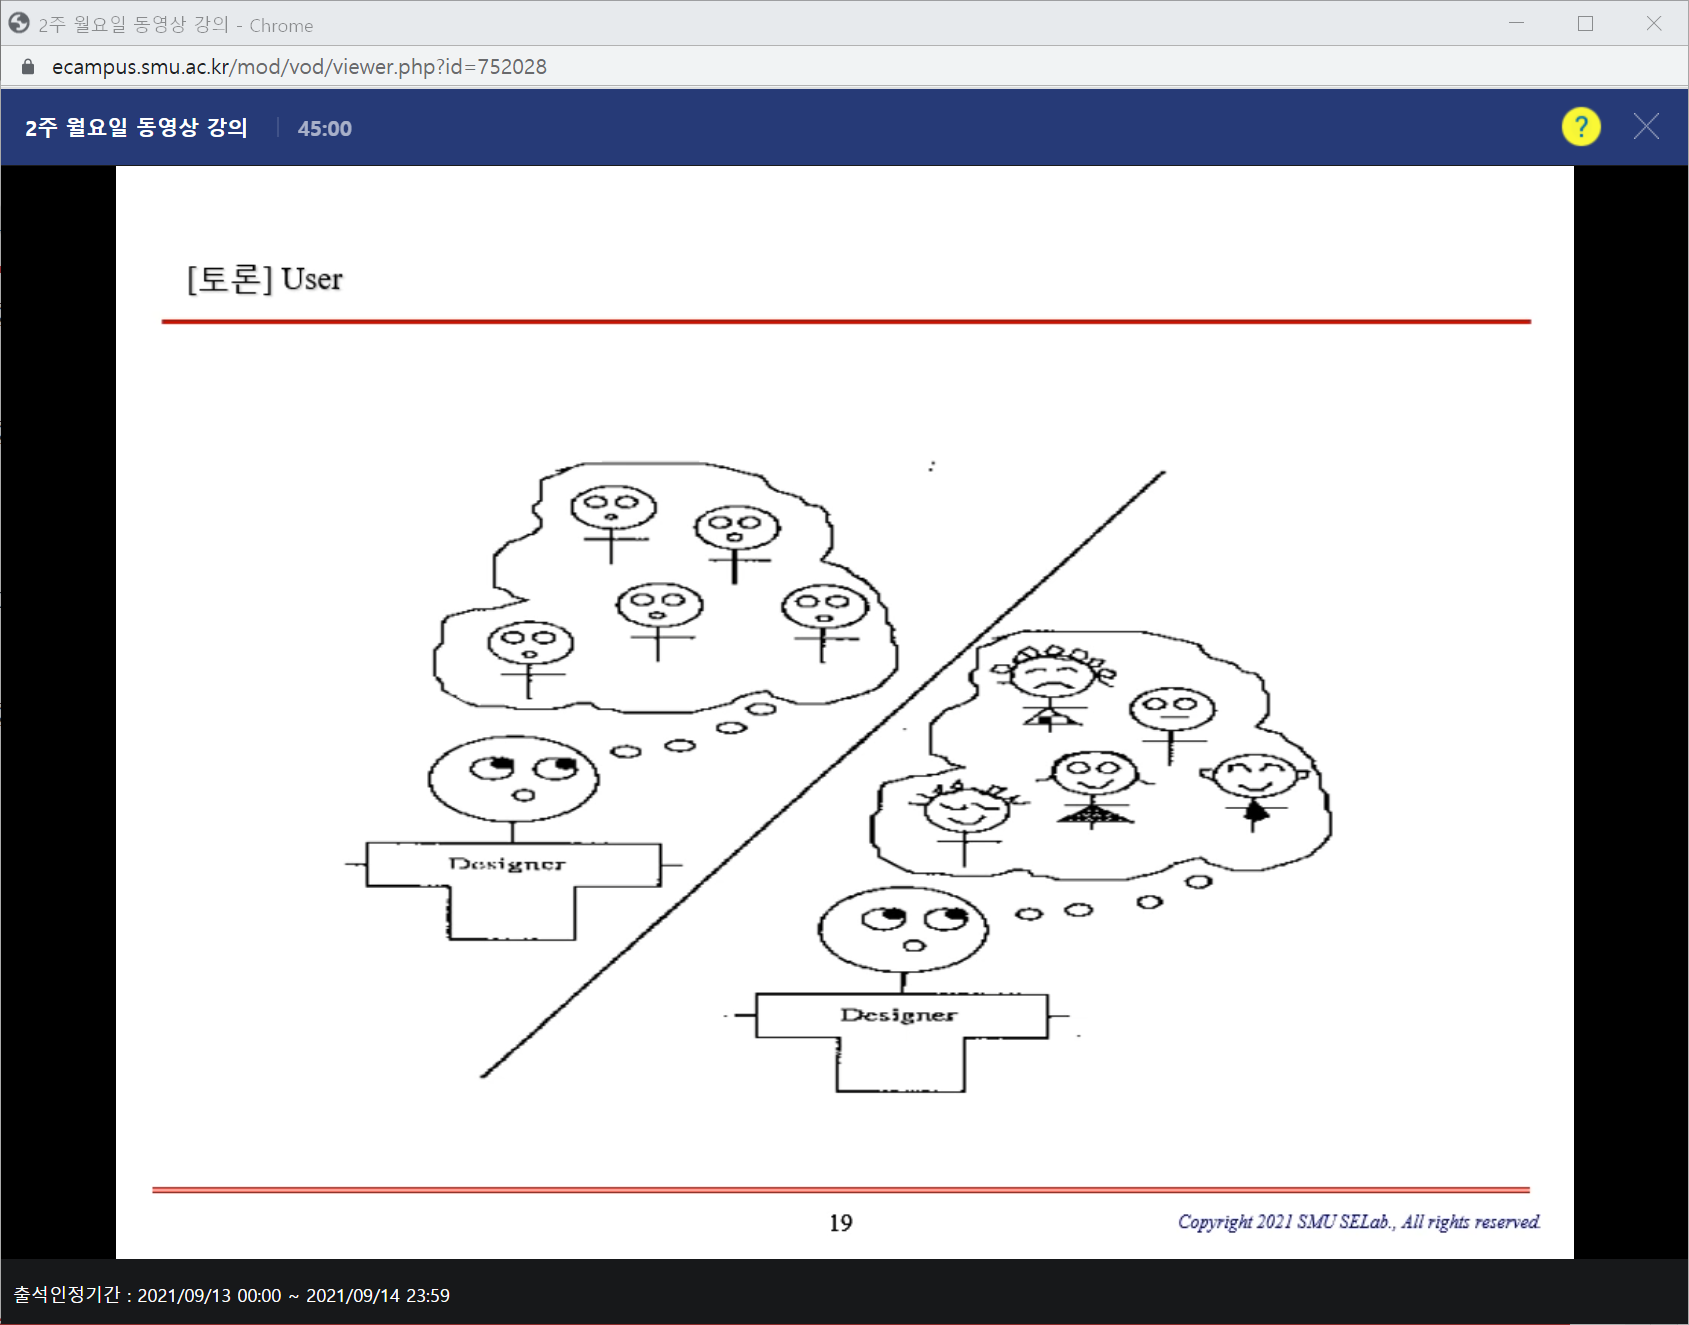 2주 월요일 동영상 강의 - Chrome
ecampus.smu.ac.kr/mod/vod/viewer.php?id=752028
2주 월요일 동영상 강의 45:00
?
[토론] User
Designer
Designer
19
Copyright 2021 SMU SELab., All rights reserved.
출석인정기간 : 2021/09/13 00:00 ~ 2021/09/14 23:59